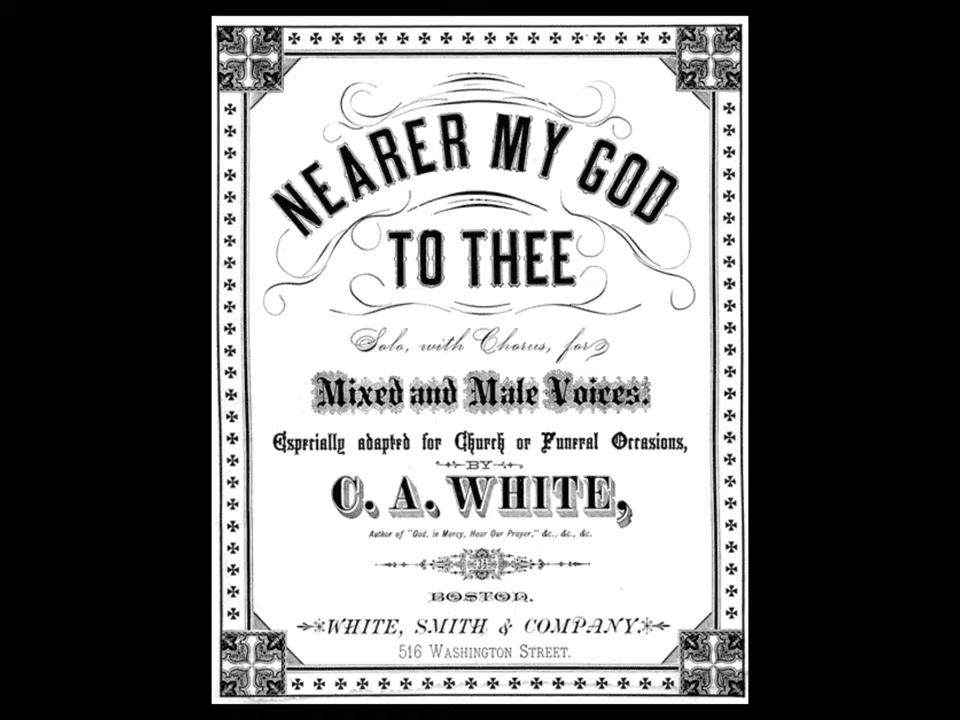 NEARER MY GOD
TO THEE
Solo, with Chorus, for
Mixed and Male Voices.
Especially adapted for Church or Funeral Occasions,
BY
C. A. WHITE,
Author of "God, in Mercy, Hear Our Prayer," &c., &c., &c.
BOSTON.
WHITE, SMITH & COMPANY.
516 WASHINGTON STREET.